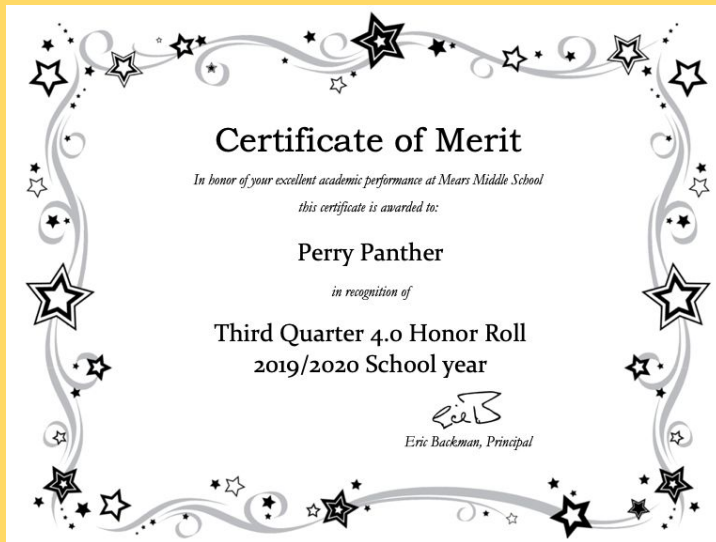 Certificate of Merit
In honor of your excellent academic performance at Mears Middle School
this certificate is awarded to:
Perry Panther
in recognition of
Third Quarter 4.0 Honor Roll
2019/2020 School year
Eric Backman, Principal